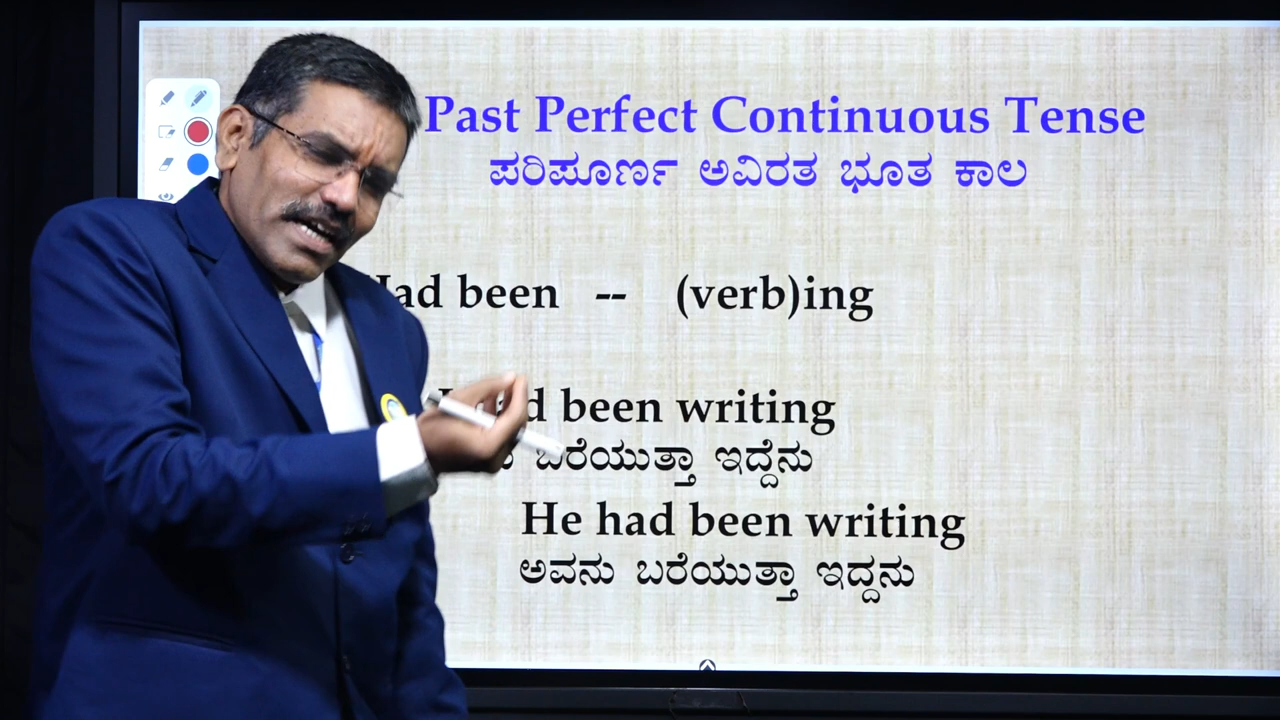 Past Perfect Continuous Tense
ಪರಿಪೂರ್ಣ ಅವಿರತ ಭೂತ ಕಾಲ
Had been -- (verb)ing
been writing
ಬರೆಯುತ್ತಾ ಇದ್ದೆನು
He had been writing
ಅವನು ಬರೆಯುತ್ತಾ ಇದ್ದನು